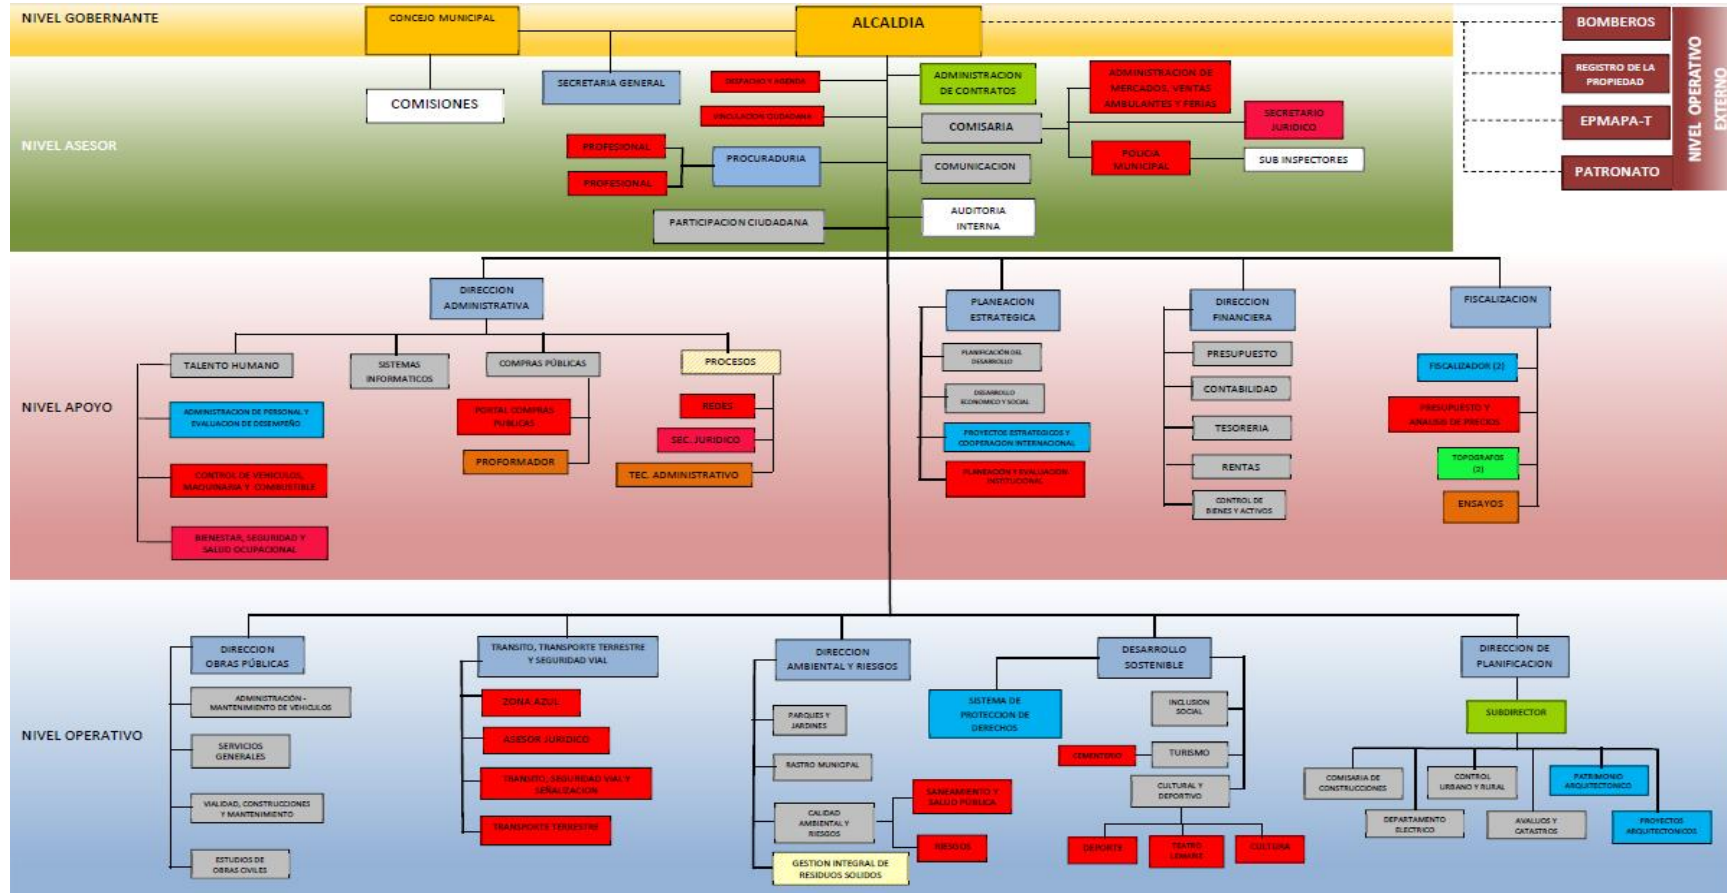 NIVEL GOBERNANTE
CONCEJO MUNICIPAL
ALCALDIA
BOMBEROS
REGISTRO DE LA
PROPIEDAD
EPMAPA-T
PATRONATO
NIVEL OPERATIVO
EXTERNO
NIVEL ASESOR
COMISIONES
SECRETARIA GENERAL
DESPACHO Y AGENDA
VINCULACION CIUDADANA
PROFESIONAL
PROFESIONAL
PROCURADURIA
PARTICIPACION CIUDADANA
ADMINISTRACION
DE CONTRATOS
COMISARIA
COMUNICACION
AUDITORIA
INTERNA
ADMINISTRACION DE
MERCADOS, VENTAS
AMBULANTES Y FERIAS
SECRETARIO
JURIDICO
POLICIA
MUNICIPAL
SUB INSPECTORES
NIVEL APOYO
DIRECCION
ADMINISTRATIVA
TALENTO HUMANO
ADMINISTRACION DE PERSONAL Y
EVALUACION DE DESEMPEÑO
CONTROL DE VEHICULOS,
MAQUINARIA Y COMBUSTIBLE
BIENESTAR, SEGURIDAD Y
SALUD OCUPACIONAL
SISTEMAS
INFORMATICOS
COMPRAS PÚBLICAS
PORTAL COMPRAS
PUBLICAS
PROFORMADOR
PROCESOS
REDES
SEC. JURIDICO
TEC. ADMINISTRATIVO
PLANEACION
ESTRATEGICA
PLANIFICACIÓN DEL
DESARROLLO
DESARROLLO
ECONOMICO Y SOCIAL
PROYECTOS ESTRATEGICOS Y
COOPERACION INTERNACIONAL
PLANEACIÓN Y EVALUACIÓN
INSTITUCIONAL
DIRECCION
FINANCIERA
PRESUPUESTO
CONTABILIDAD
TESORERIA
RENTAS
CONTROL DE
BIENES Y ACTIVOS
FISCALIZACION
FISCALIZADOR (2)
PRESUPUESTO Y
ANALISIS DE PRECIOS
TOPOGRAFOS
(2)
ENSAYOS
NIVEL OPERATIVO
DIRECCION
OBRAS PÚBLICAS
ADMINISTRACIÓN -
MANTENIMIENTO DE VEHICULOS
SERVICIOS
GENERALES
VIALIDAD, CONSTRUCCIONES
Y MANTENIMIENTO
ESTUDIOS DE
OBRAS CIVILES
TRANSITO, TRANSPORTE TERRESTRE
Y SEGURIDAD VIAL
ZONA AZUL
ASESOR JURIDICO
TRANSITO, SEGURIDAD VIAL Y
SEÑALIZACION
TRANSPORTE TERRESTRE
DIRECCION
AMBIENTAL Y RIESGOS
PARQUES Y
JARDINES
RASTRO MUNICIPAL
CALIDAD
AMBIENTAL Y
RIESGOS
GESTION INTEGRAL DE
RESIDUOS SOLIDOS
SANEAMIENTO Y
SALUD PÚBLICA
RIESGOS
DESARROLLO
SOSTENIBLE
SISTEMA DE
PROTECCION DE
DERECHOS
INCLUSION
SOCIAL
CEMENTERIO
TURISMO
CULTURAL Y
DEPORTIVO
DEPORTE
TEATRO
LEMARIE
CULTURA
DIRECCION DE
PLANIFICACION
SUBDIRECTOR
COMISARIA DE
CONSTRUCCIONES
CONTROL
URBANO Y RURAL
PATRIMONIO
ARQUITECTONICO
DEPARTAMENTO
ELECTRICO
AVALUOS Y
CATASTROS
PROYECTOS
ARQUITECTONICOS